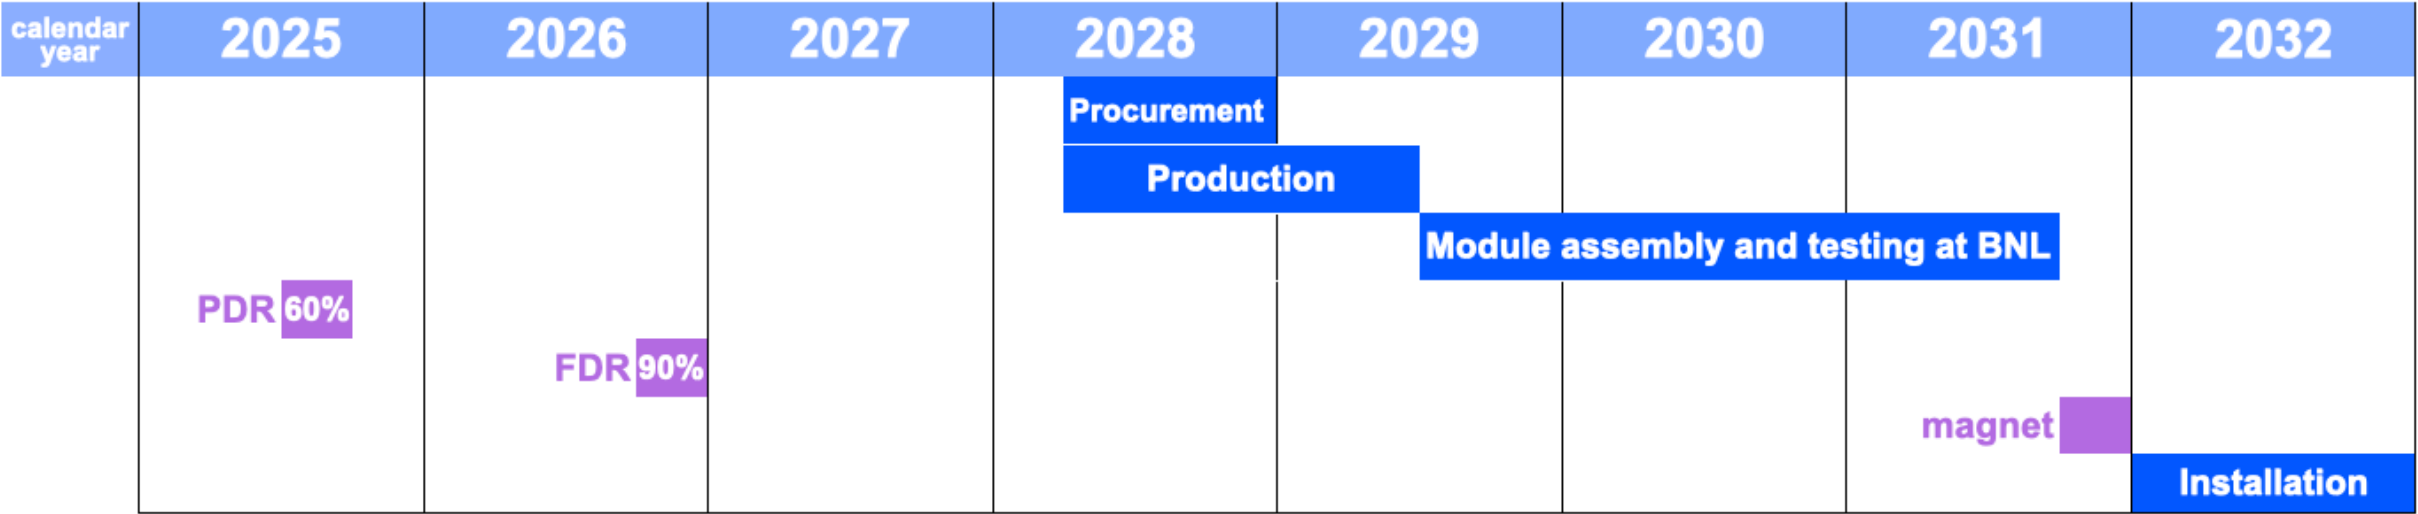 calendar
year
2025 2026 2027 2028 2029 2030 2031 2032
Procurement
Production
Module assembly and testing at BNL
PDR 60%
FDR 90%
magnet
Installation